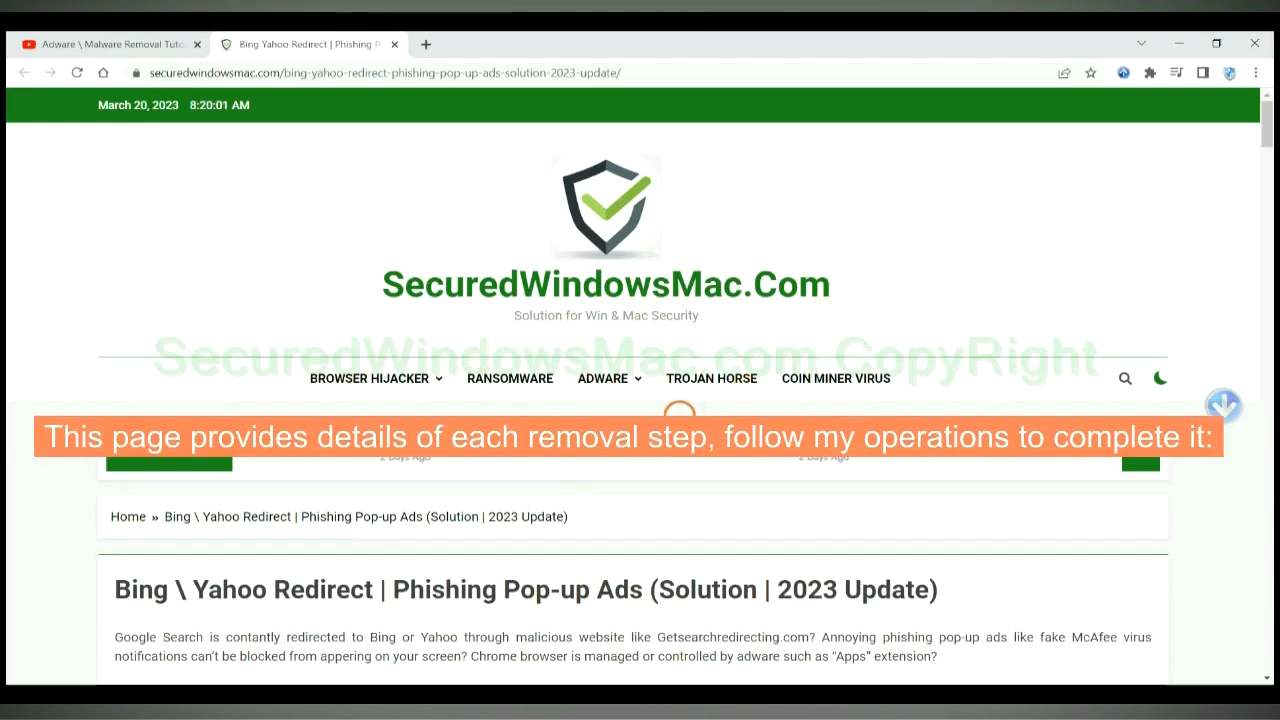 Adware \ Malware Removal Tuto
Bing Yahoo Redirect | Phishing P
securedwindowsmac.com/bing-yahoo-redirect-phishing-pop-up-ads-solution-2023-update/
March 20, 2023 8:20:01 AM
SecuredWindowsMac.Com
Solution for Win & Mac Security
SecuredWindowsMac.com CopyRight
BROWSER HIJACKER RANSOMWARE ADWARE TROJAN HORSE COIN MINER VIRUS
This page provides details of each removal step, follow my operations to complete it:
2 Days Ago 2 Days Ago
Home » Bing \ Yahoo Redirect | Phishing Pop-up Ads (Solution | 2023 Update)
Bing \ Yahoo Redirect | Phishing Pop-up Ads (Solution | 2023 Update)
Google Search is contantly redirected to Bing or Yahoo through malicious website like Getsearchredirecting.com? Annoying phishing pop-up ads like fake McAfee virus
notifications can't be blocked from appering on your screen? Chrome browser is managed or controlled by adware such as “Apps” extension?